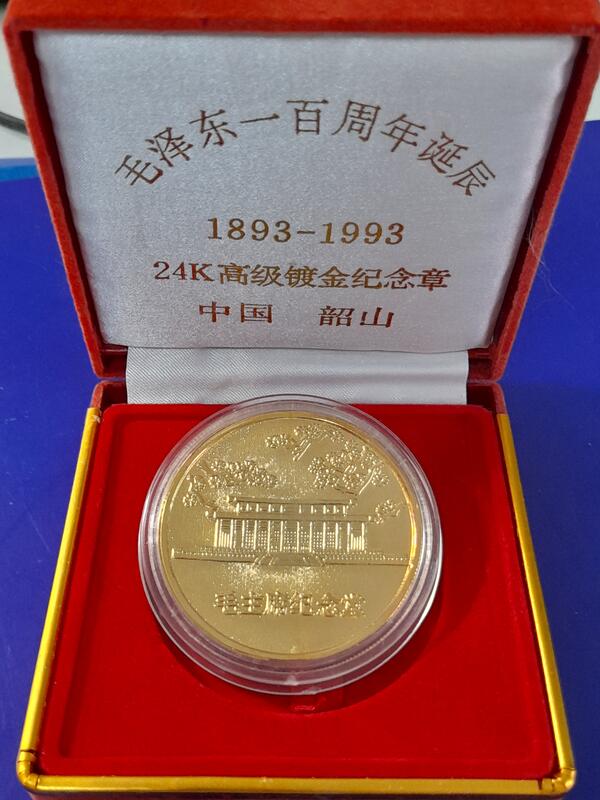 毛泽东一百周年诞辰
1893-1993
24K高级镀金纪念章
中国 韶山
毛主席纪念堂